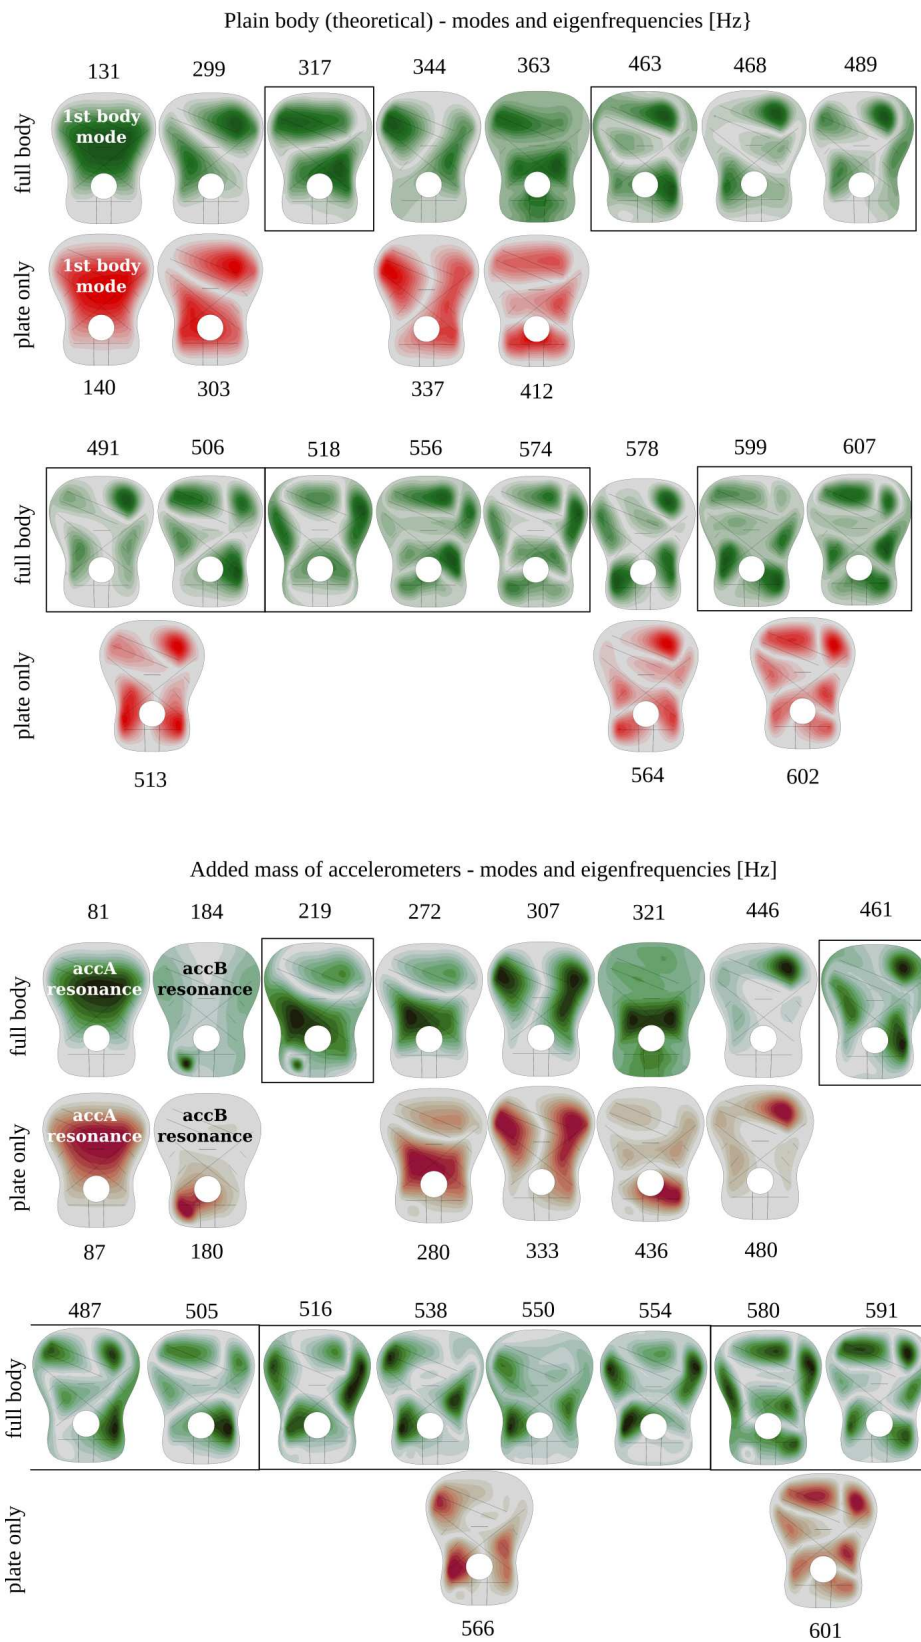 Plain body (theoretical) - modes and eigenfrequencies [Hz}
131 299 317 344 363 463 468 489
full body
1st body
mode
plate only
1st body
mode
140 303 337 412
491 506 518 556 574 578 599 607
full body
plate only
513 564 602
Added mass of accelerometers - modes and eigenfrequencies [Hz]
81 184 219 272 307 321 446 461
full body
accA
resonance
accB
resonance
plate only
accA
resonance
accB
resonance
87 180 280 333 436 480
487 505 516 538 550 554 580 591
full body
plate only
566 601